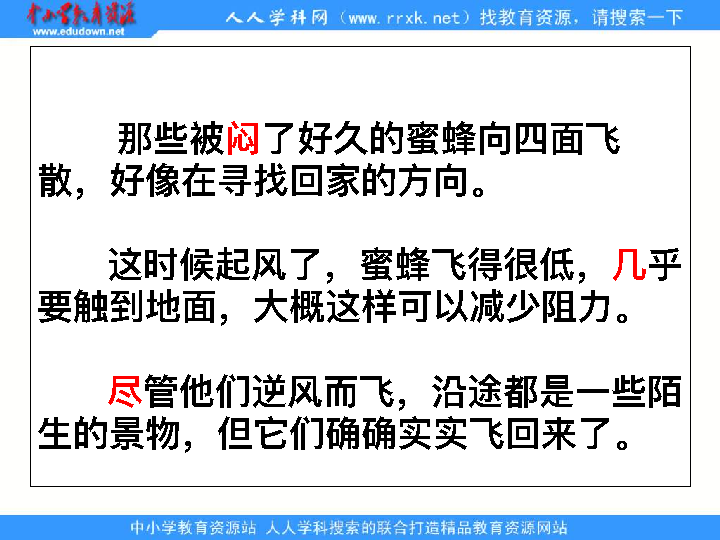 中小学教育资源
www.edudown.net
人人学科网（www.rrxk.net）找教育资源，请搜索一下
那些被闷了好久的蜜蜂向四面飞
散，好像在寻找回家的方向。
这时候起风了，蜜蜂飞得很低，几乎
要触到地面，大概这样可以减少阻力。
尽管他们逆风而飞，沿途都是一些陌
生的景物，但它们确确实实飞回来了。
中小学教育资源站 人人学科搜索的联合打造精品教育资源网站